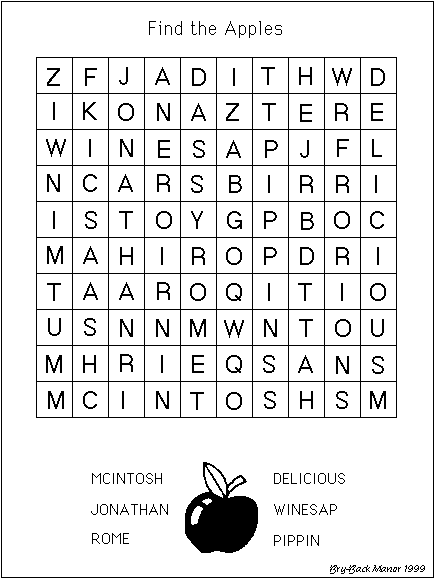 Find the Apples
Z F J A D I T H W D
I K O N A Z T E R E
W I N E S A P J F L
N C A R S B I R R I
I S T O Y G P B O C
M A H I R O P D R I
T A A R O Q I T I O
U S N N M W N T O U
M H R I E Q S A N S
M C I N T O S H S M
MCINTOSH
DELICIOUS
JONATHAN
WINESAP
ROME
PIPPIN
Bry-Back Manor 1999